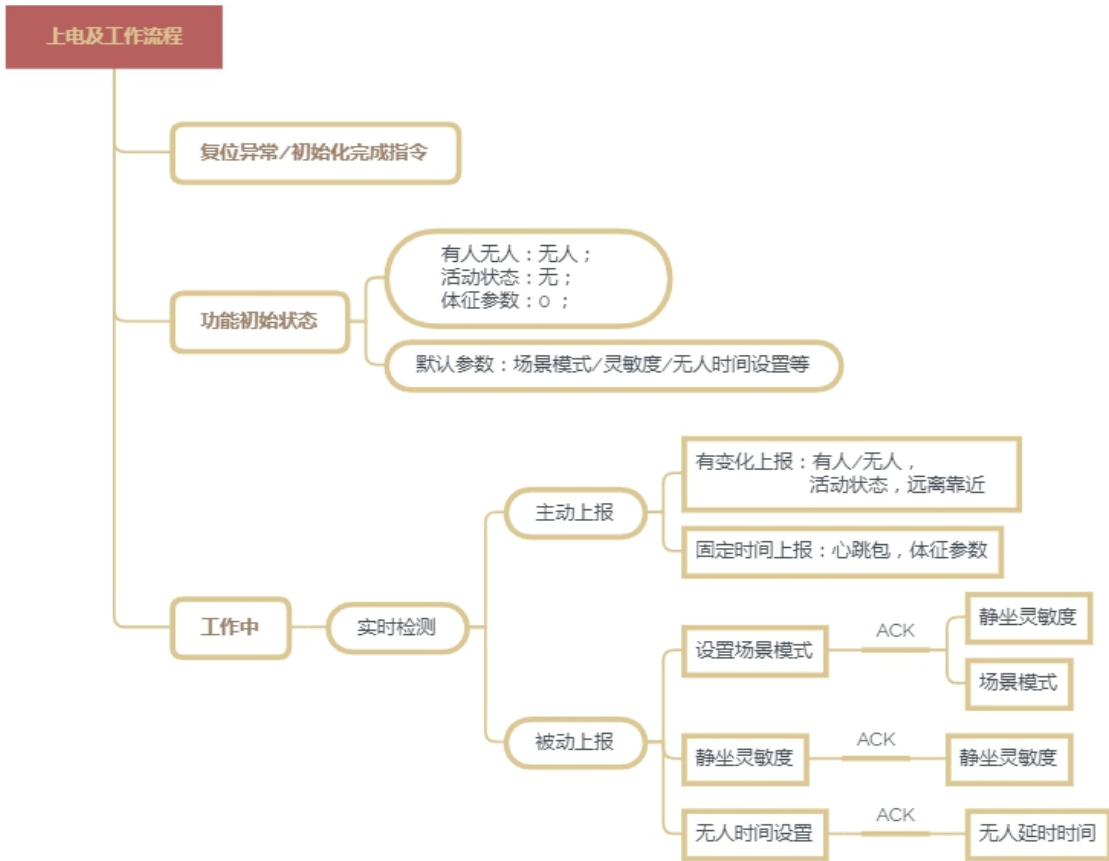 上电及工作流程
复位异常/初始化完成指令
功能初始状态
有人无人：无人；
活动状态：无；
体征参数：0 ；
默认参数：场景模式/灵敏度/无人时间设置等
工作中
实时检测
主动上报
有变化上报：有人/无人，
活动状态，远离靠近
固定时间上报：心跳包，体征参数
被动上报
设置场景模式
ACK
静坐灵敏度
场景模式
静坐灵敏度
ACK
静坐灵敏度
无人时间设置
ACK
无人延时时间